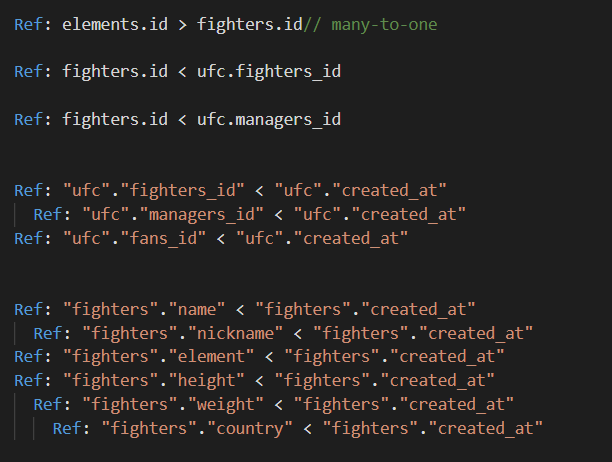 Ref: elements.id > fighters.id// many-to-one
Ref: fighters.id < ufc.fighters_id
Ref: fighters.id < ufc.managers_id
Ref: "ufc"."fighters_id" < "ufc"."created_at"
Ref: "ufc"."managers_id" < "ufc"."created_at"
Ref: "ufc"."fans_id" < "ufc"."created_at"
Ref: "fighters"."name" < "fighters"."created_at"
Ref: "fighters"."nickname" < "fighters"."created_at"
Ref: "fighters"."element" < "fighters"."created_at"
Ref: "fighters"."height" < "fighters"."created_at"
Ref: "fighters"."weight" < "fighters"."created_at"
Ref: "fighters"."country" < "fighters"."created_at"